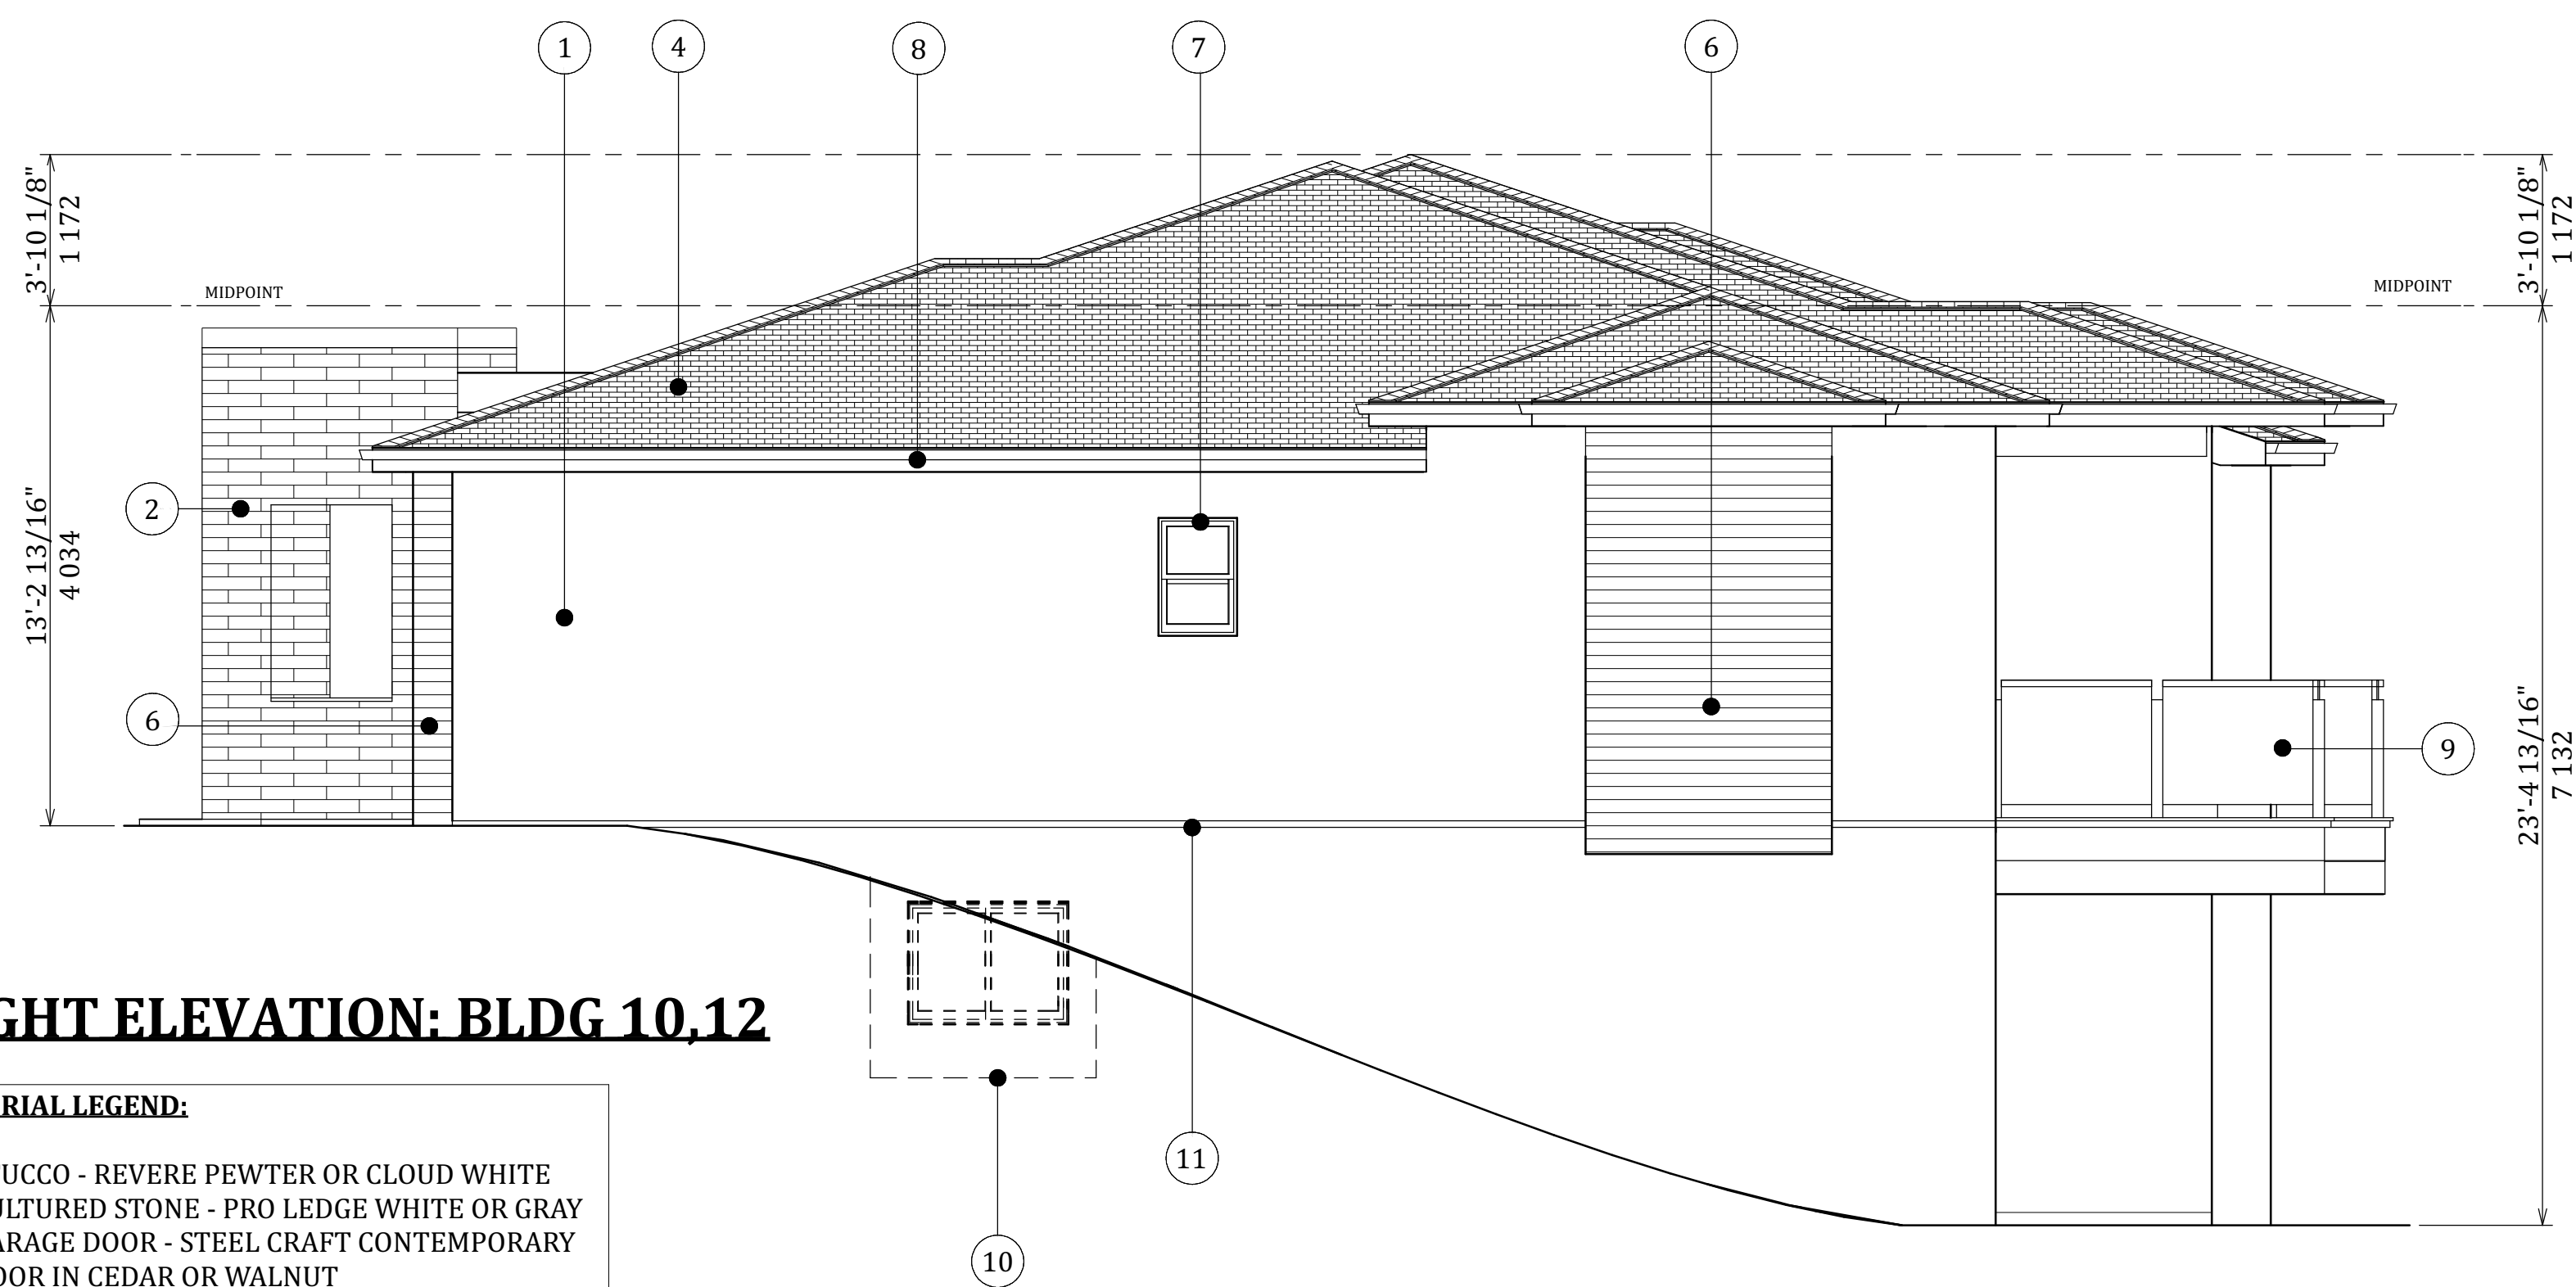 1
4
8
7
6
3'-10 1/8"
1 172
3'-10 1/8"
1 172
MIDPOINT
MIDPOINT
2
13'-2 13/16"
4 034
6
9
23'-4 13/16"
7 132
GHT ELEVATION: BLDG 10,12
11
10
RIAL LEGEND:
UCCO - REVERE PEWTER OR CLOUD WHITE
ULTURED STONE - PRO LEDGE WHITE OR GRAY
ARAGE DOOR - STEEL CRAFT CONTEMPORARY
OOR IN CEDAR OR WALNUT